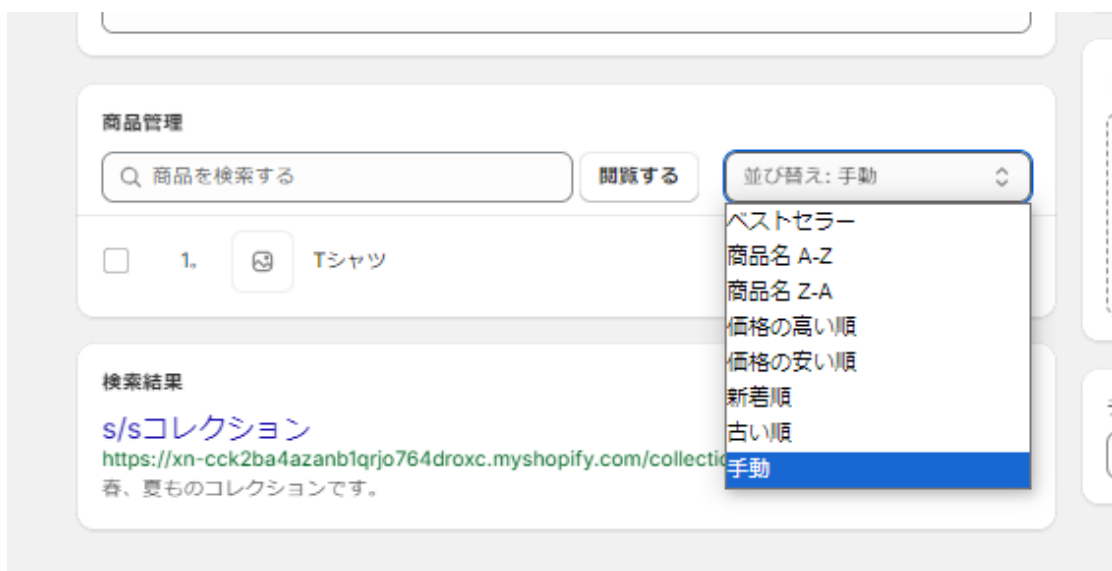 商品管理
商品を検索する
閲覧する
並び替え: 手動
ベストセラー
商品名 A-Z
商品名 Z-A
価格の高い順
価格の安い順
新着順
古い順
手動
1。
Tシャツ
検索結果
s/sコレクション
https://xn-cck2ba4azanb1qrjo764droxc.myshopify.com/collectic
春、夏ものコレクションです。